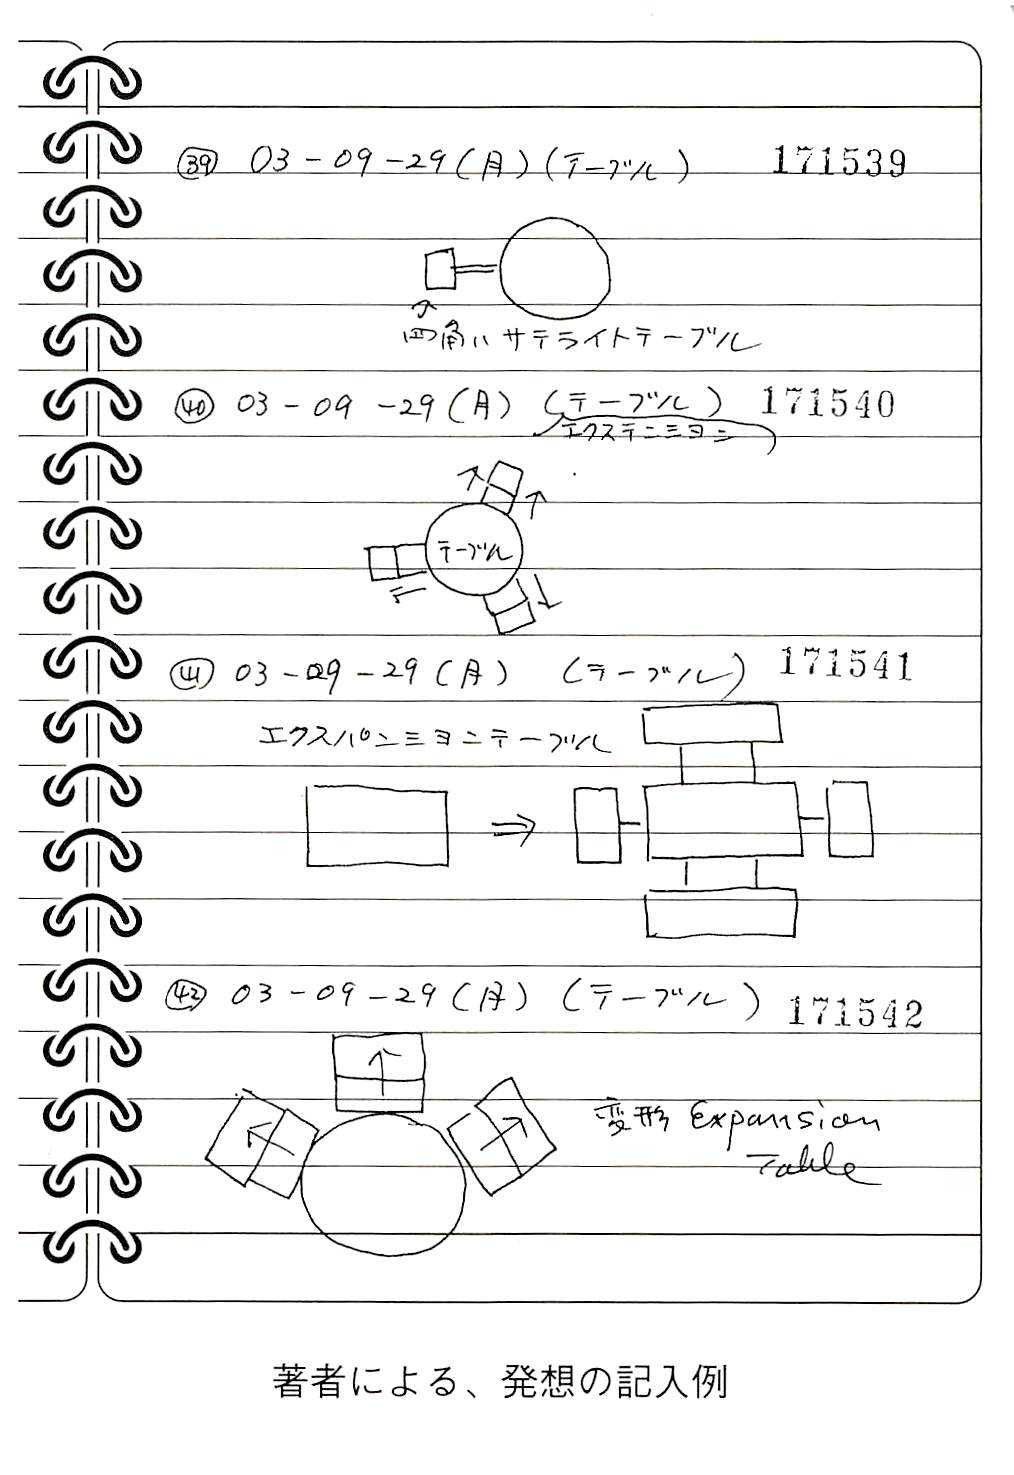 ㊴ 03-09-29(月)(テーブル) 171539
四角いサテライトテーブル
㊵ 03-09-29(月) (テーブル) 171540
エクステンション
テーブル
㊶ 03-09-29(月) (テーブル) 171541
エクスパンションテーブル
㊷ 03-09-29(月) (テーブル) 171542
変形 Expansion
Table
著者による、発想の記入例